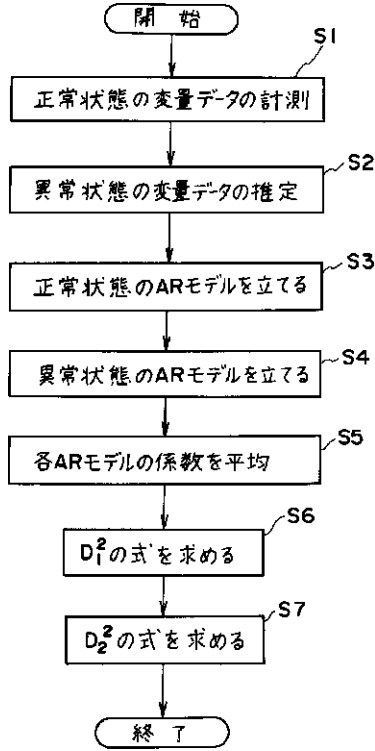 開始
S1
正常状態の変量データの計測
S2
異常状態の変量データの推定
S3
正常状態のARモデルを立てる
S4
異常状態のARモデルを立てる
S5
各ARモデルの係数を平均
S6
D₁²の式を求める
S7
D₂²の式を求める
終了